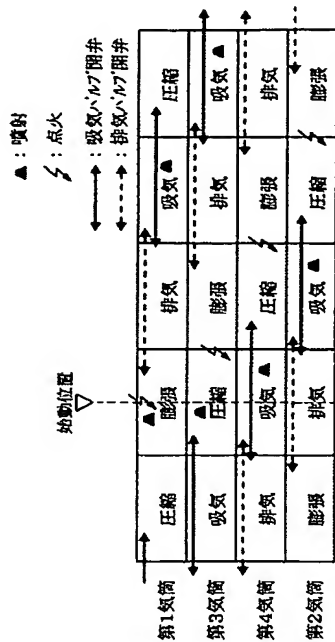 ▲：噴射
：点火
：吸気バルブ開弁
：排気バルブ開弁
始動位置
第1気筒 圧縮 膨張 排気 吸気 圧縮
第3気筒 吸気 圧縮 膨張 排気 吸気
第4気筒 排気 吸気 圧縮 膨張 排気
第2気筒 膨張 排気 吸気 圧縮 膨張